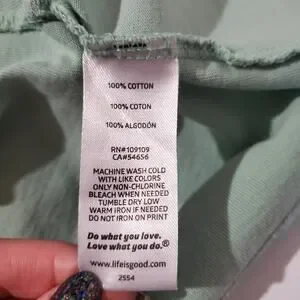 100% COTTON
100% COTON
100% ALGODÓN
RN#109109
CA#54656
MACHINE WASH COLD
WITH LIKE COLORS
ONLY NON-CHLORINE
BLEACH WHEN NEEDED
TUMBLE DRY LOW
WARM IRON IF NEEDED
DO NOT IRON ON PRINT
Do what you love.
Love what you do.®
www.lifeisgood.com
2554